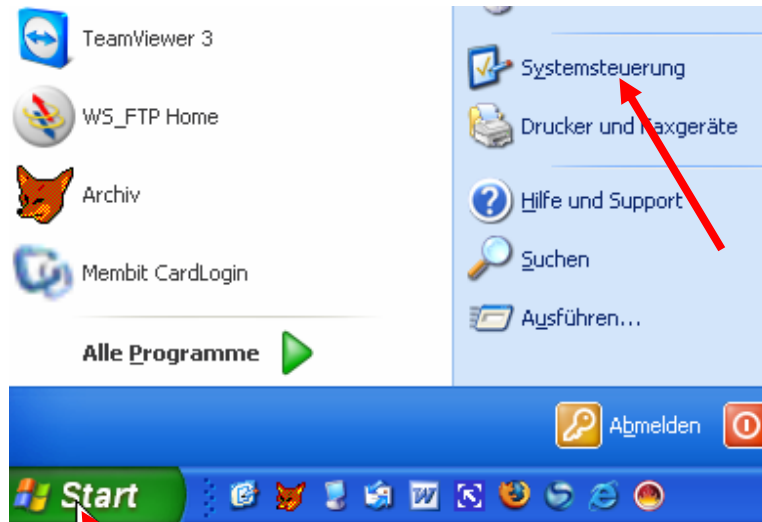 TeamViewer 3
WS_FTP Home
Archiv
Membit CardLogin
Alle Programme
Systemsteuerung
Drucker und Faxgeräte
Hilfe und Support
Suchen
Ausführen...
Abmelden
Start